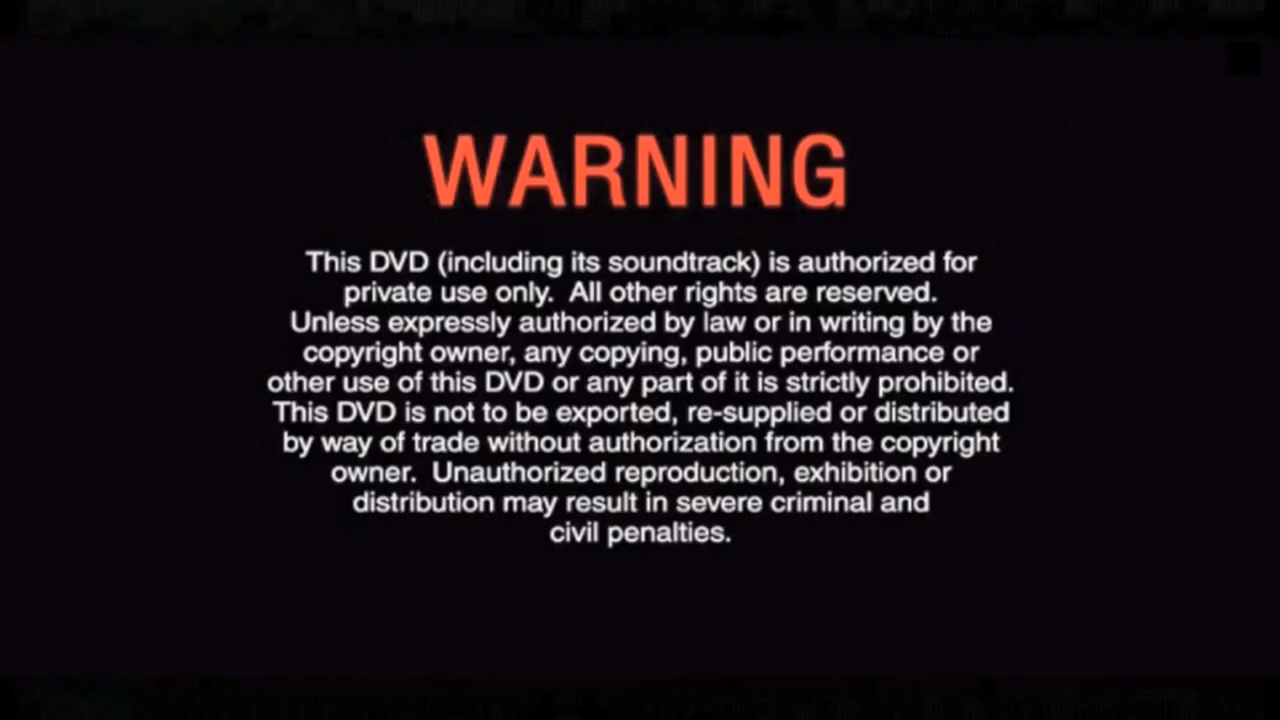 WARNING
This DVD (including its soundtrack) is authorized for
private use only.  All other rights are reserved.
Unless expressly authorized by law or in writing by the
copyright owner, any copying, public performance or
other use of this DVD or any part of it is strictly prohibited.
This DVD is not to be exported, re-supplied or distributed
by way of trade without authorization from the copyright
owner.  Unauthorized reproduction, exhibition or
distribution may result in severe criminal and
civil penalties.